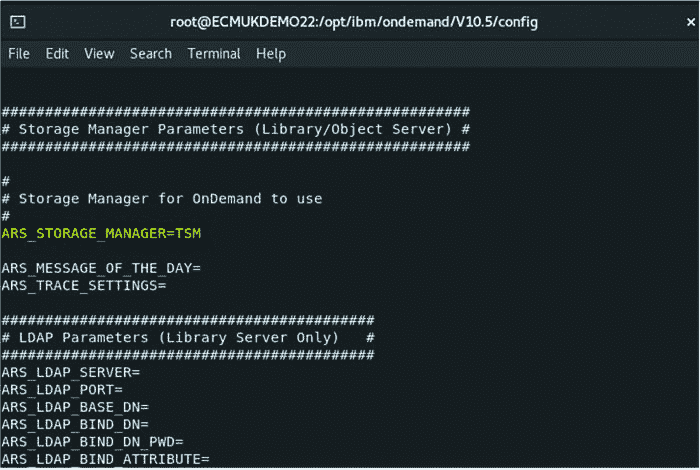 root@ECMUKDEMO22:/opt/ibm/ondemand/V10.5/config
File Edit View Search Terminal Help
######################################################
# Storage Manager Parameters (Library/Object Server) #
######################################################
#
# Storage Manager for OnDemand to use
#
ARS_STORAGE_MANAGER=TSM
ARS_MESSAGE_OF_THE_DAY=
ARS_TRACE_SETTINGS=
###########################################
# LDAP Parameters (Library Server Only)   #
###########################################
ARS_LDAP_SERVER=
ARS_LDAP_PORT=
ARS_LDAP_BASE_DN=
ARS_LDAP_BIND_DN=
ARS_LDAP_BIND_DN_PWD=
ARS_LDAP_BIND_ATTRIBUTE=